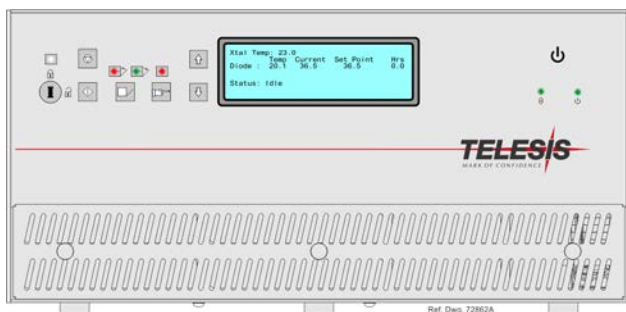 Xtal Temp: 23.0
Temp Current Set Point Hrs
Diode : 20.1 36.5 36.5 0.0
Status: Idle
TELESIS
MARK OF CONFIDENCE
Ref. Dwg. 72862A